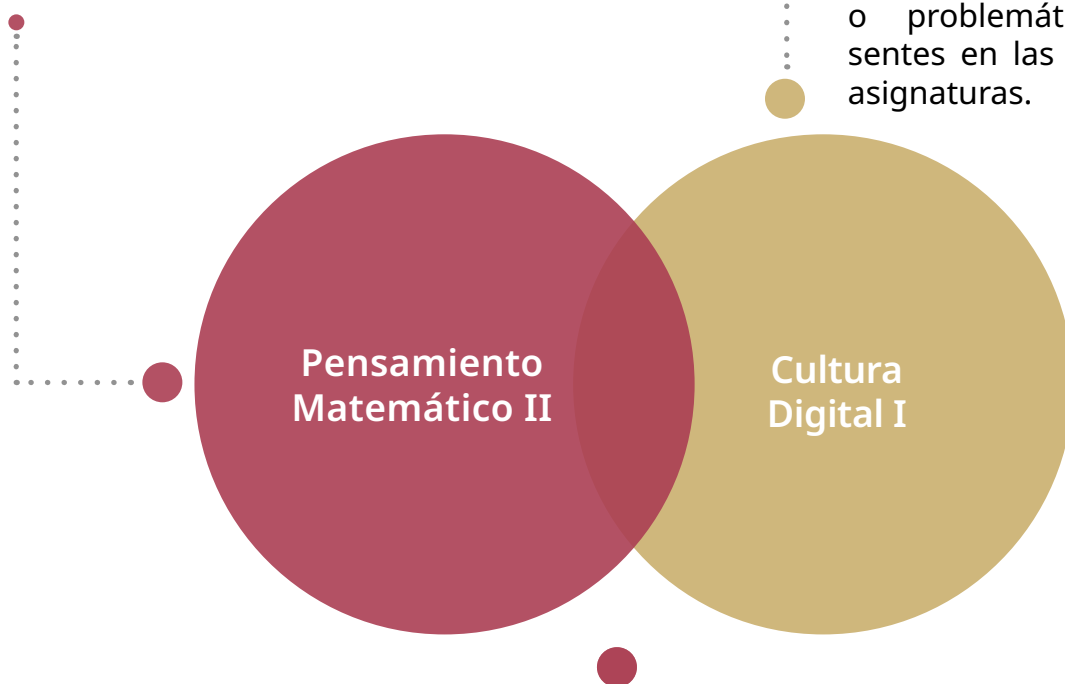 o problemát
sentes en las
asignaturas.
Pensamiento
Matemático II
Cultura
Digital I